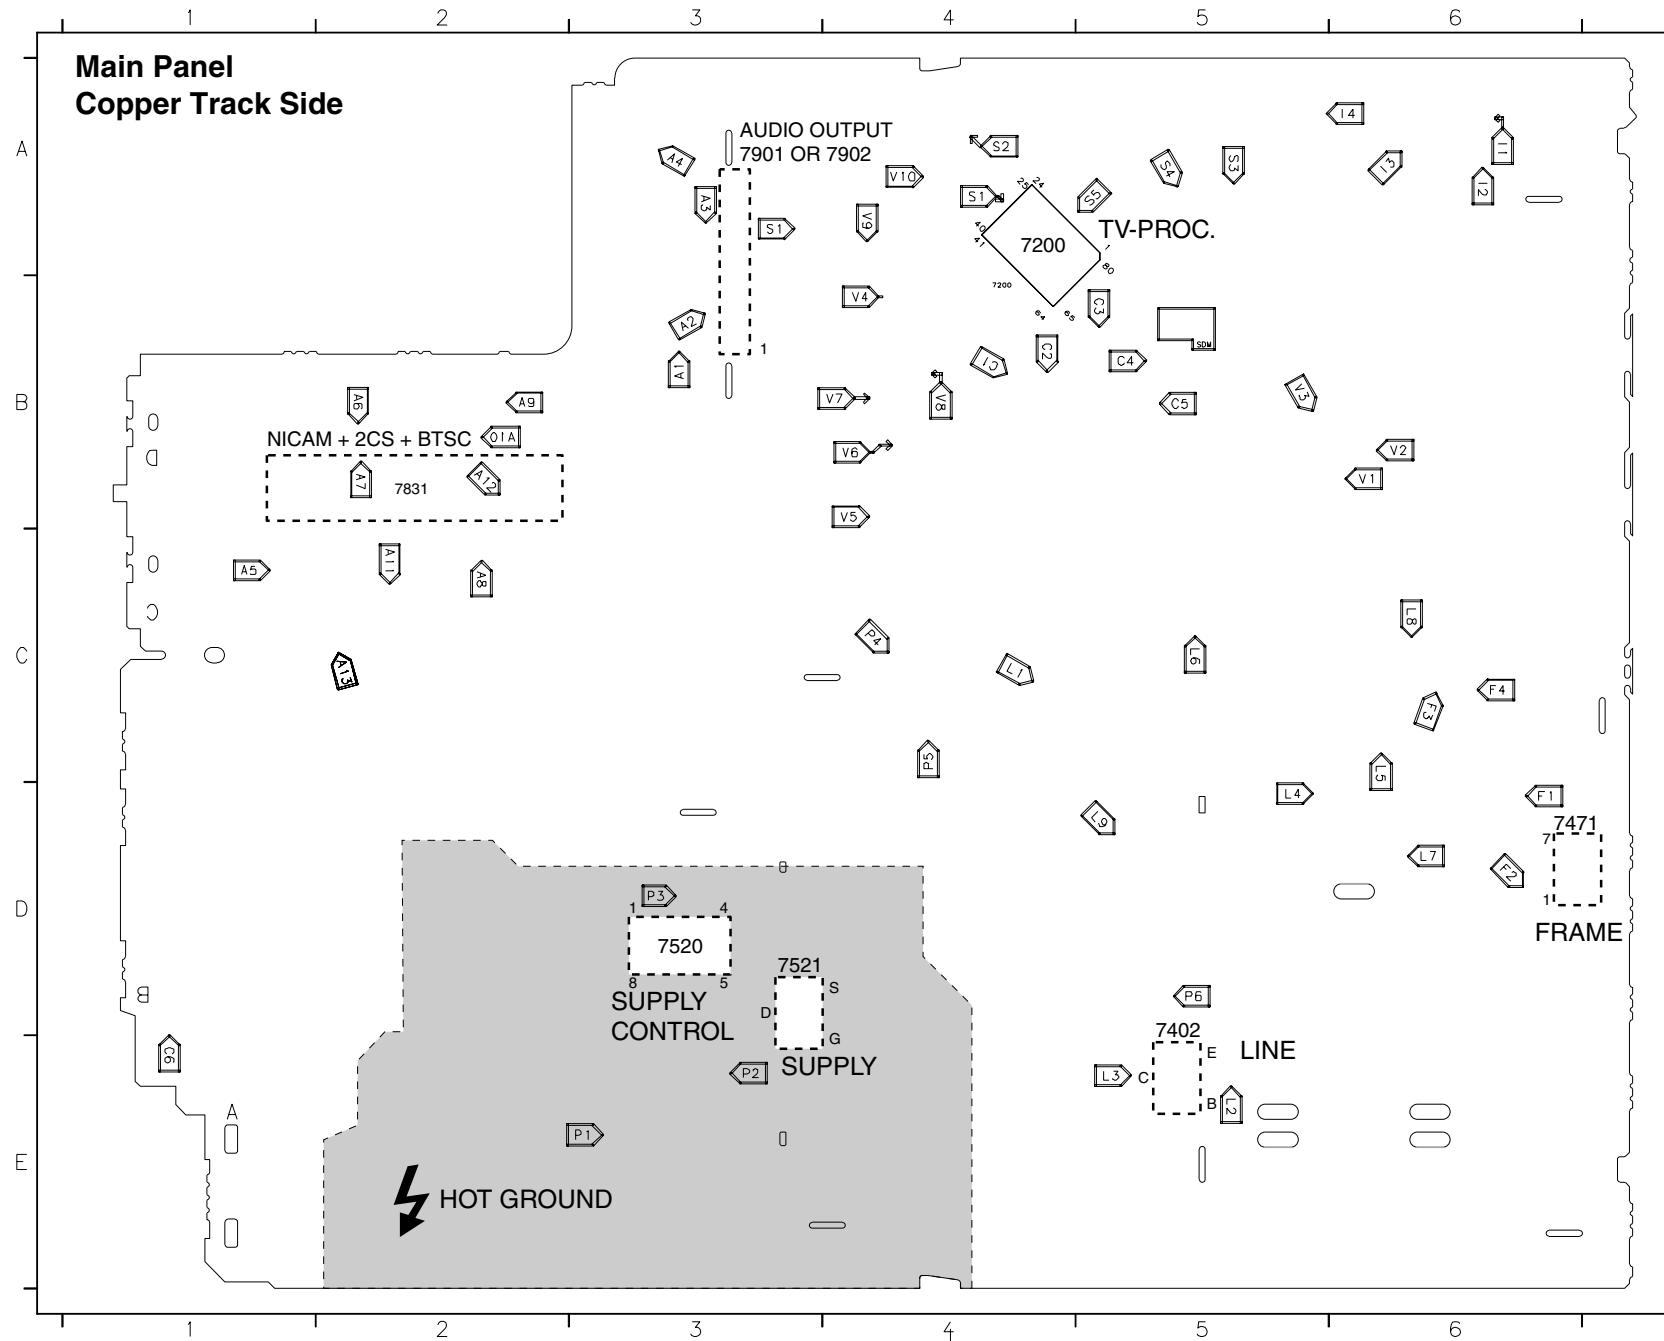 1 2 3 4 5 6
Main Panel
Copper Track Side
A
I4
I1
AUDIO OUTPUT
7901 OR 7902
A4
S2
S4
S3
I3
V10
I2
A3
S1
25 24
S5
S1
V9
40
41
7200
TV-PROC.
1
80
7200
V4
C3
64 65
A2
SDM
1
A1
C1
C2
C4
B
A6
A9
V7
V8
C5
V3
NICAM + 2CS + BTSC
A10
V6
V2
D
A7
7831
A12
V1
V5
A5
A11
A8
C
L8
P4
C
A13
L1
L6
F4
F3
P5
L5
L4
F1
L9
7471
7
L7
F2
P3
1
D
1 4
7520
FRAME
8 5
7521
S
D
G
B
SUPPLY
CONTROL
P6
7402
E
LINE
C6
SUPPLY
P2
L3
C
B
L2
A
P1
E
HOT GROUND
1 2 3 4 5 6